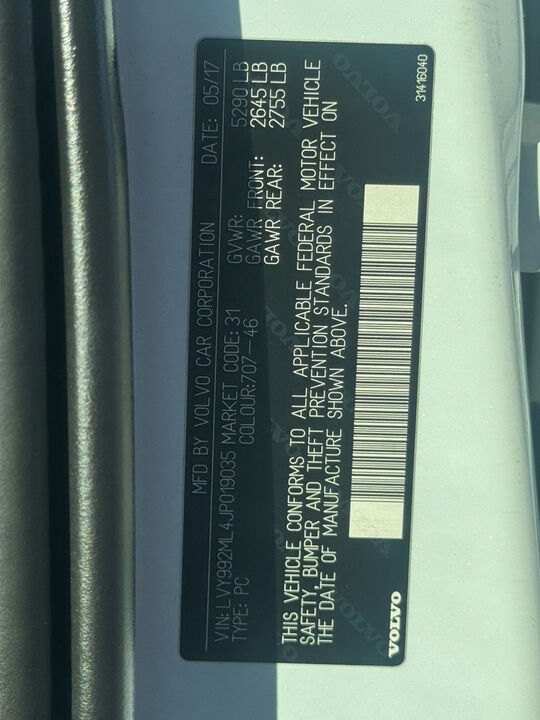 MFD BY VOLVO CAR CORPORATION DATE: 05/17
VIN: LVY992ML4JP019035 MARKET CODE: 31 GVWR: 5290 LB
TYPE: PC COLOUR:707-46 GAWR FRONT: 2645 LB
GAWR REAR: 2755 LB
THIS VEHICLE CONFORMS TO ALL APPLICABLE FEDERAL MOTOR VEHICLE
SAFETY, BUMPER AND THEFT PREVENTION STANDARDS IN EFFECT ON
THE DATE OF MANUFACTURE SHOWN ABOVE.
VOLVO
31416040